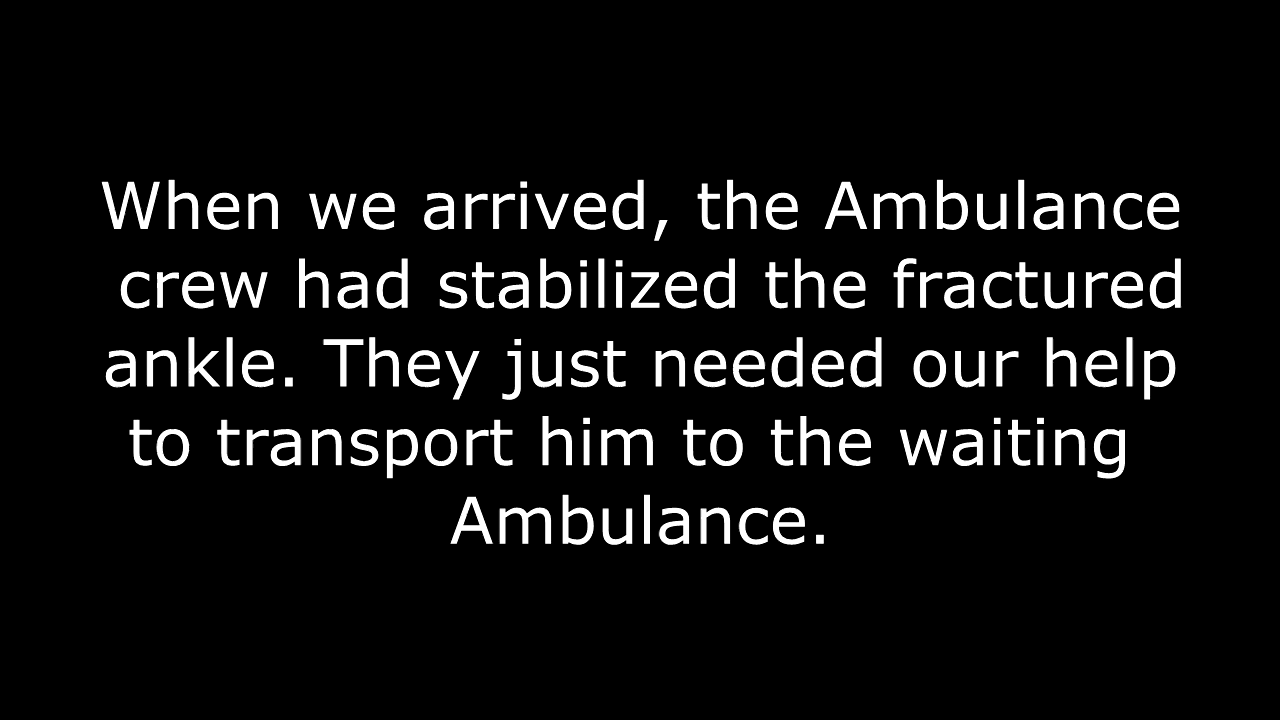 When we arrived, the Ambulance
crew had stabilized the fractured
ankle. They just needed our help
to transport him to the waiting
Ambulance.